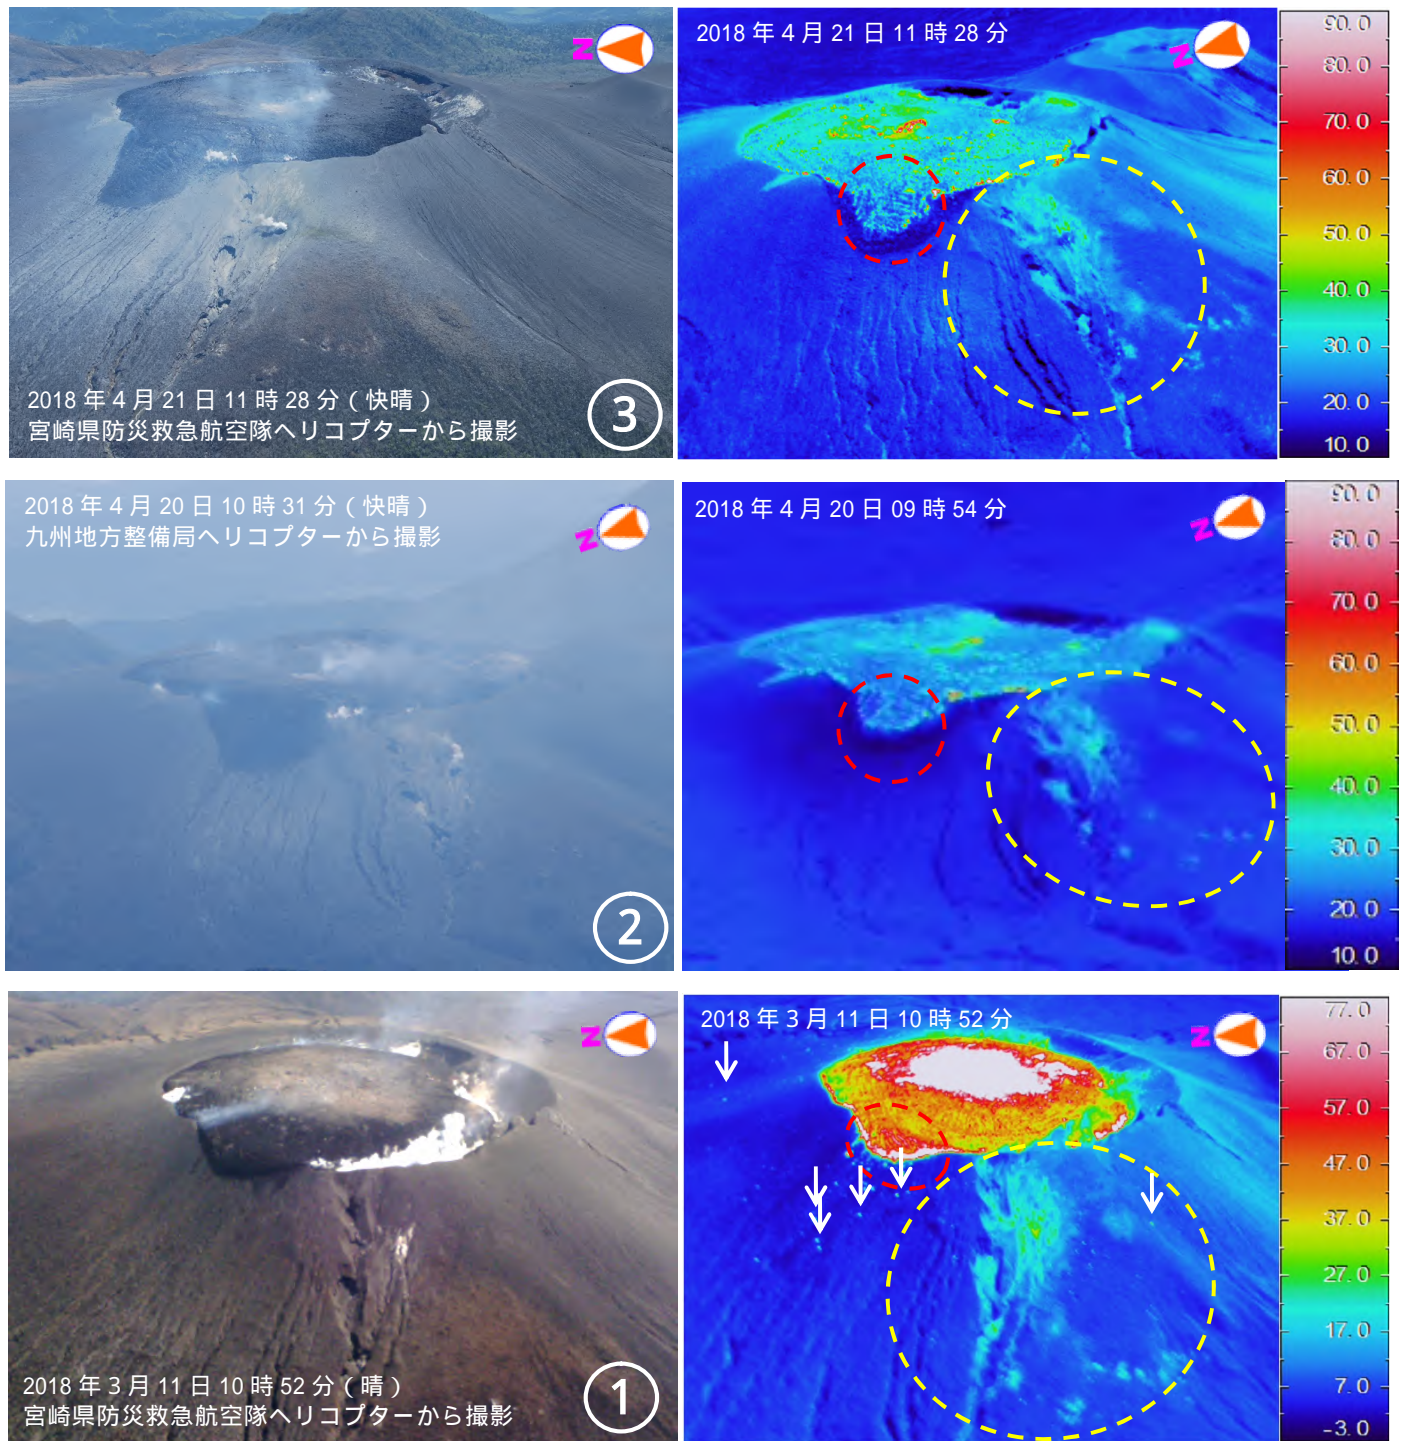 N
2018 年 4 月 21 日 11 時 28 分 ( 快晴 )
宮崎県防災救急航空隊ヘリコプターから撮影
3
2018 年 4 月 21 日 11 時 28 分
N
90.0
80.0
70.0
60.0
50.0
40.0
30.0
20.0
10.0
2018 年 4 月 20 日 10 時 31 分 ( 快晴 )
九州地方整備局ヘリコプターから撮影
N
2
2018 年 4 月 20 日 09 時 54 分
N
90.0
80.0
70.0
60.0
50.0
40.0
30.0
20.0
10.0
N
2018 年 3 月 11 日 10 時 52 分 ( 晴 )
宮崎県防災救急航空隊ヘリコプターから撮影
1
2018 年 3 月 11 日 10 時 52 分
N
77.0
67.0
57.0
47.0
37.0
27.0
17.0
7.0
-3.0